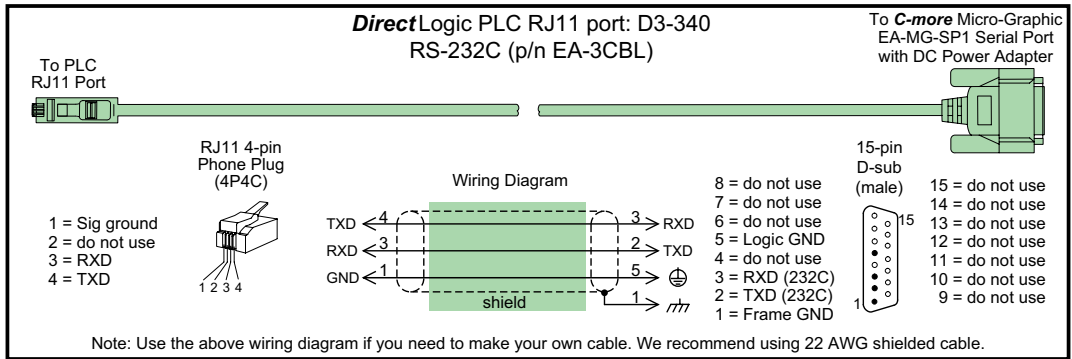 DirectLogic PLC RJ11 port: D3-340
RS-232C (p/n EA-3CBL)
To C-more Micro-Graphic
EA-MG-SP1 Serial Port
with DC Power Adapter
To PLC
RJ11 Port
RJ11 4-pin
Phone Plug
(4P4C)
1 = Sig ground
2 = do not use
3 = RXD
4 = TXD
1 2 3 4
Wiring Diagram
TXD 4 3 RXD
RXD 3 2 TXD
GND 1 5
shield 1
8 = do not use
7 = do not use
6 = do not use
5 = Logic GND
4 = do not use
3 = RXD (232C)
2 = TXD (232C)
1 = Frame GND
15-pin
D-sub
(male)
15
1
15 = do not use
14 = do not use
13 = do not use
12 = do not use
11 = do not use
10 = do not use
9 = do not use
Note: Use the above wiring diagram if you need to make your own cable. We recommend using 22 AWG shielded cable.